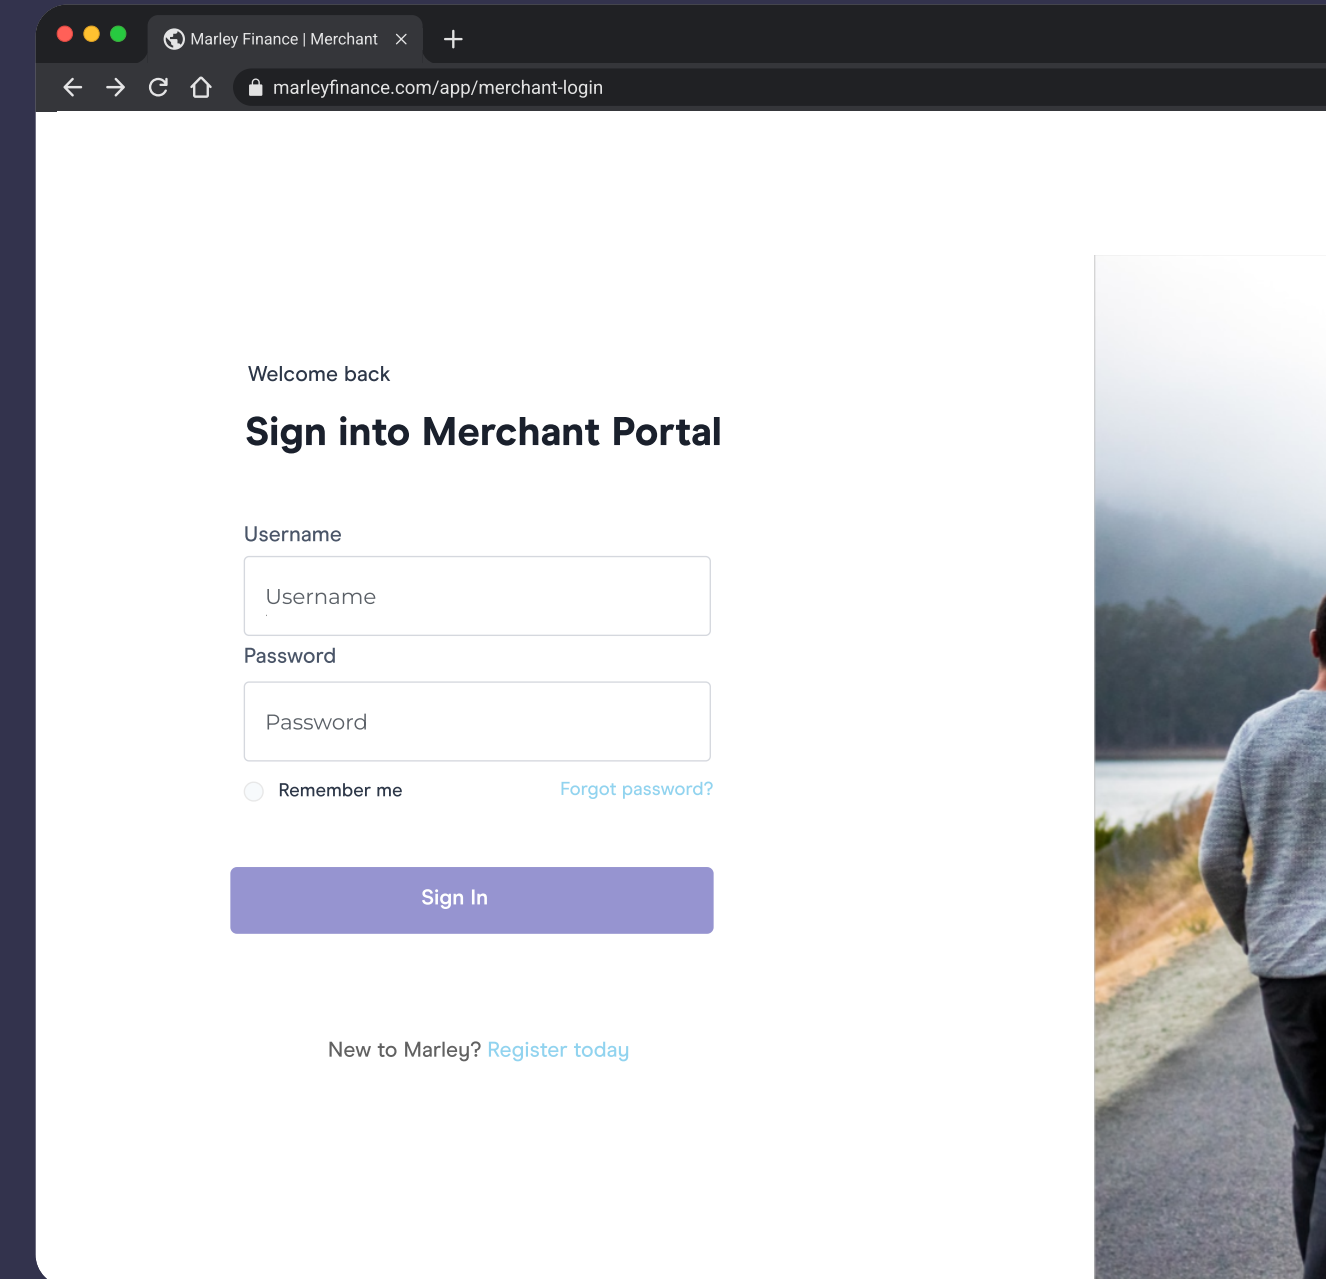 Marley Finance | Merchant
marleyfinance.com/app/merchant-login
Welcome back
Sign into Merchant Portal
Username
Username
Password
Password
Remember me
Forgot password?
Sign In
New to Marley? Register today